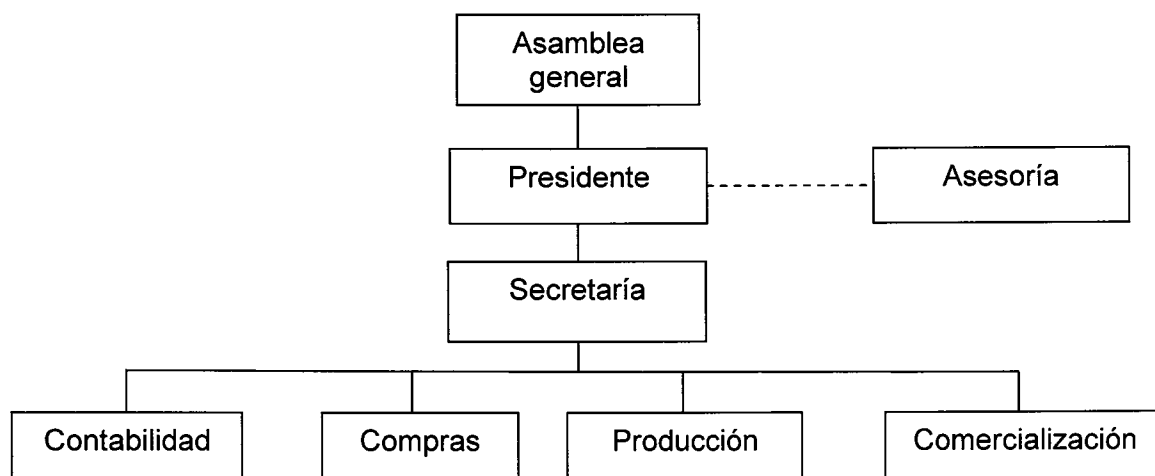 Asamblea
general
Presidente
Asesoría
Secretaría
Contabilidad
Compras
Producción
Comercialización